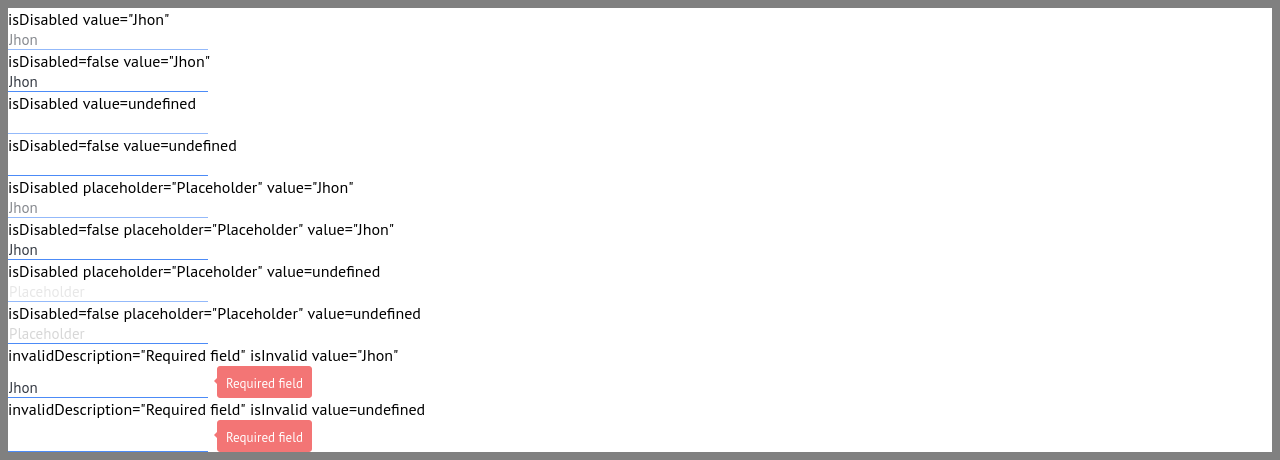 isDisabled value="Jhon"
Jhon
isDisabled=false value="Jhon"
Jhon
isDisabled value=undefined
isDisabled=false value=undefined
isDisabled placeholder="Placeholder" value="Jhon"
Jhon
isDisabled=false placeholder="Placeholder" value="Jhon"
Jhon
isDisabled placeholder="Placeholder" value=undefined
Placeholder
isDisabled=false placeholder="Placeholder" value=undefined
Placeholder
invalidDescription="Required field" isInvalid value="Jhon"
Jhon Required field
invalidDescription="Required field" isInvalid value=undefined
Required field